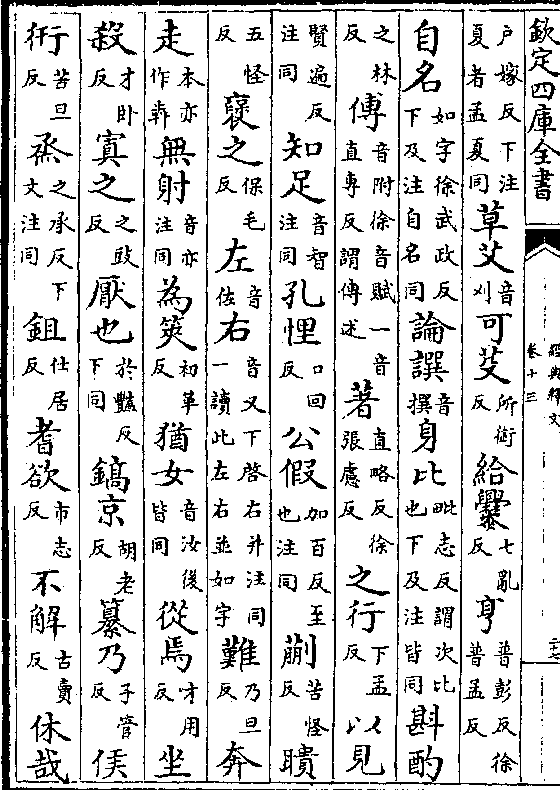 欽定四庫全書
經典釋文
卷十三
戶嫁反下注夏者孟夏同草艾音刈可芟所銜反給爨七亂反亨普彭反徐普孟反
自名如字徐武政反下及注自名同論譔音撰身比毗志反謂次比也下及注皆同斟酌
之林反傅音附徐音賦一音直專反謂傳述著直略反徐張慮反之行下孟反以見
賢遍反注同知足音智注同孔悝口回反公假加百反至也注同蒯苦怪反聵
五怪反襃之保毛反左音佐右音又下啓右并注同一讀此左右並如字難乃旦反奔
走本亦作奔無射音亦注同為筴初革反猶女音汝後皆同從焉才用反坐
殺才卧反寘之之豉反厭也於豔反下同鎬京胡老反纂乃子管反倀
衎苦旦反烝之承反下文注同鉏仕居反耆欲市志反不解古賣反休哉